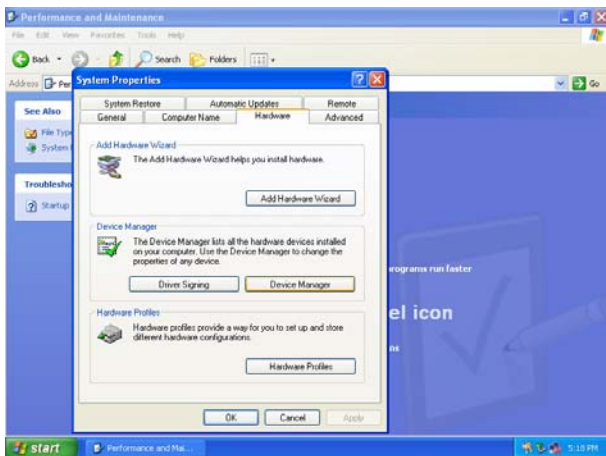 Performance and Maintenance
File Edit View Favorites Tools Help
Back Search Folders
Address Per Go
System Properties
System Restore Automatic Updates Remote
General Computer Name Hardware Advanced
See Also
File Type
System
Troublesho
Startup
Add Hardware Wizard
The Add Hardware Wizard helps you install hardware.
Add Hardware Wizard
Device Manager
The Device Manager lists all the hardware devices installed
on your computer. Use the Device Manager to change the
properties of any device.
Driver Signing Device Manager
Hardware Profiles
Hardware profiles provide a way for you to set up and store
different hardware configurations.
Hardware Profiles
OK Cancel Apply
programs run faster
el icon
ns
start Performance and Mai... 5:18 PM